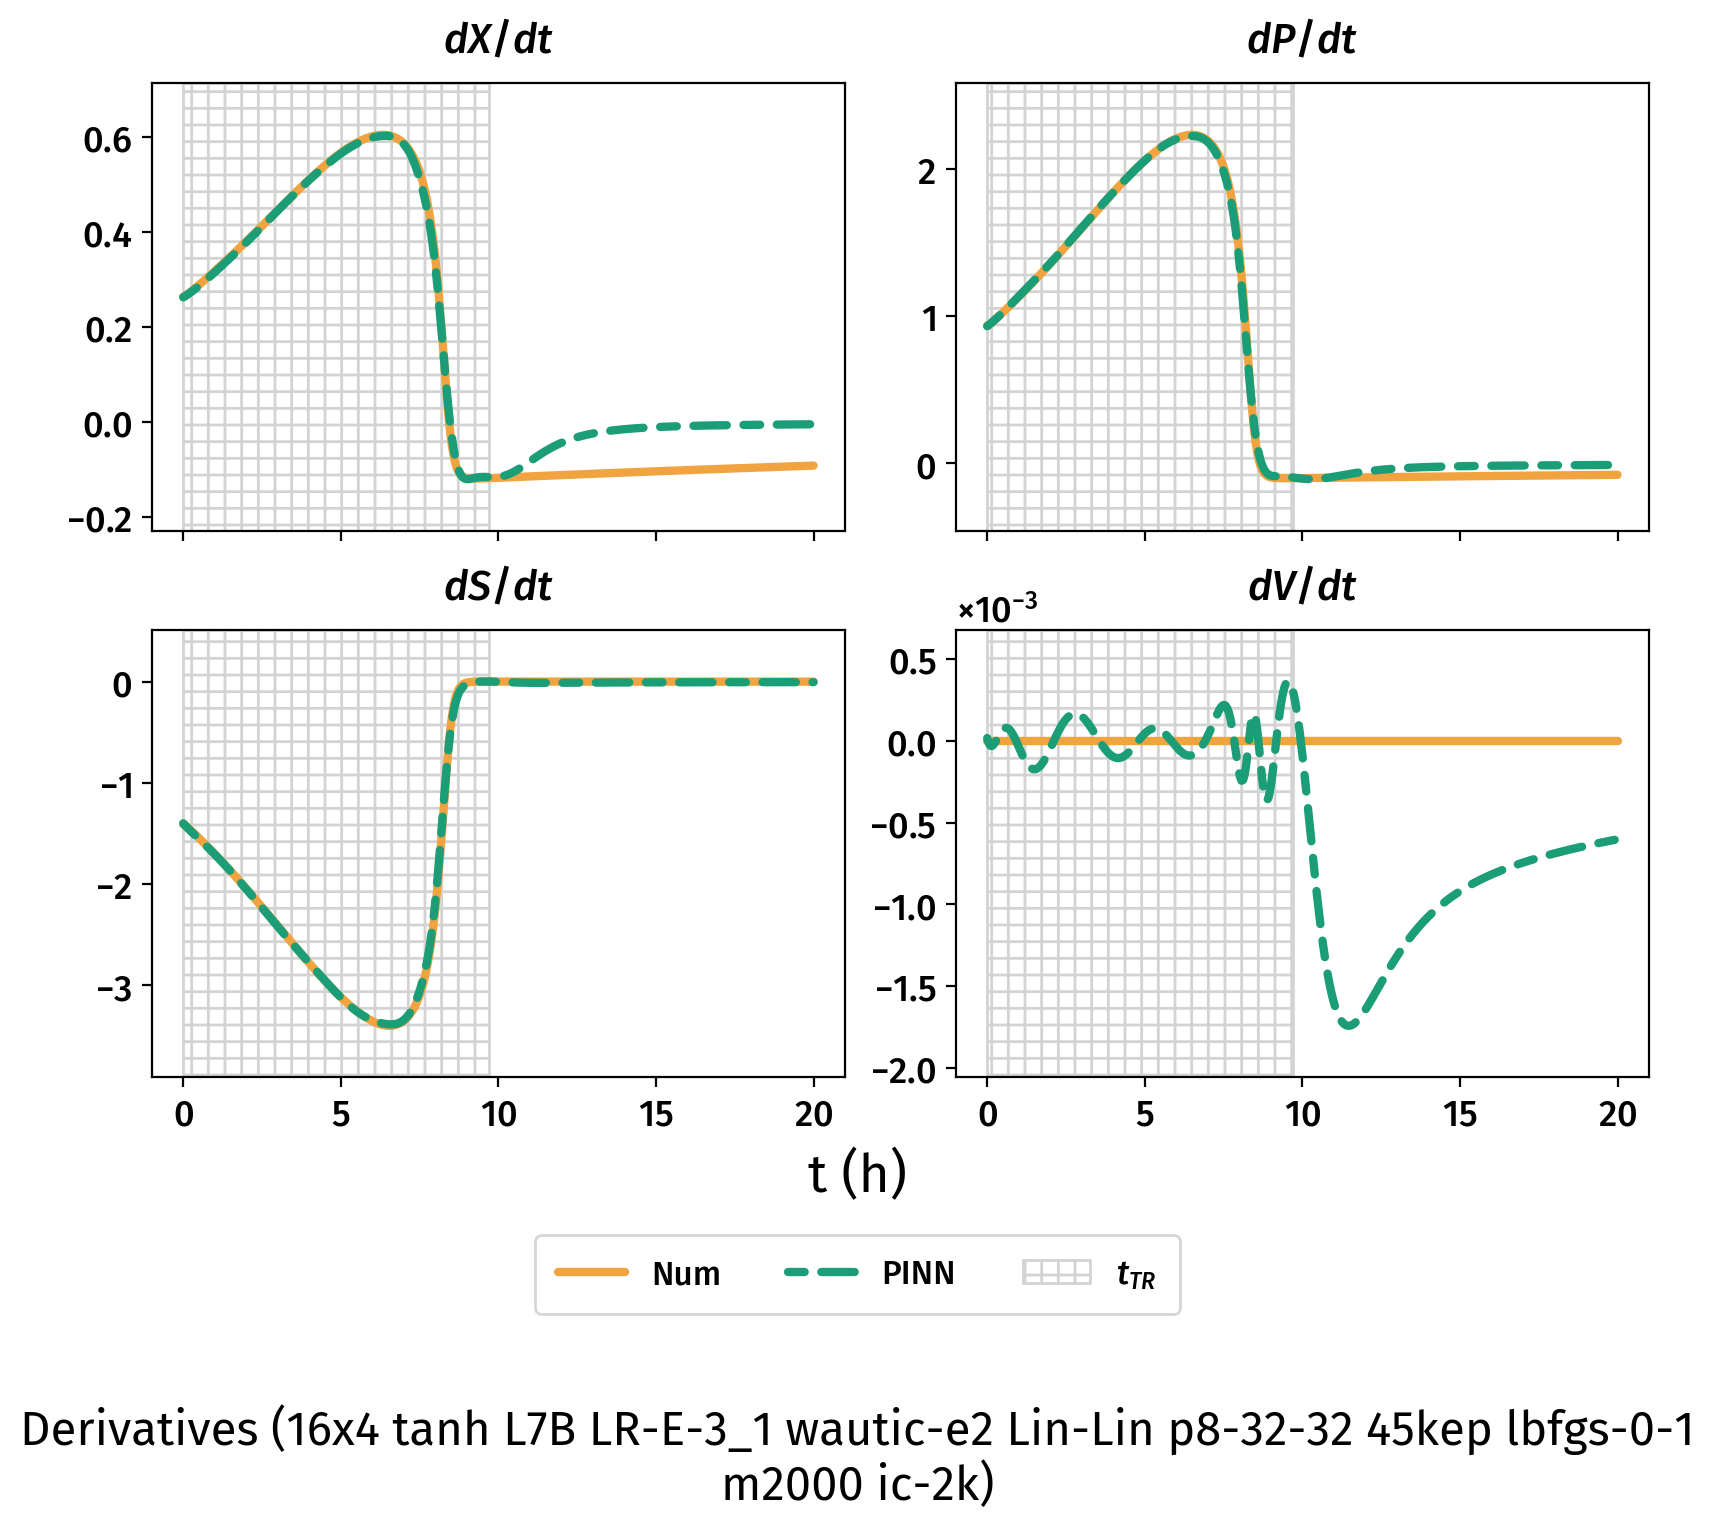 dX/dt
dP/dt
0.6
0.4
0.2
0.0
−0.2
2
1
0
dS/dt
dV/dt
×10⁻³
0
−1
−2
−3
0.5
0.0
−0.5
−1.0
−1.5
−2.0
0 5 10 15 20
0 5 10 15 20
t (h)
Num PINN t_TR
Derivatives (16x4 tanh L7B LR-E-3_1 wautic-e2 Lin-Lin p8-32-32 45kep lbfgs-0-1
m2000 ic-2k)